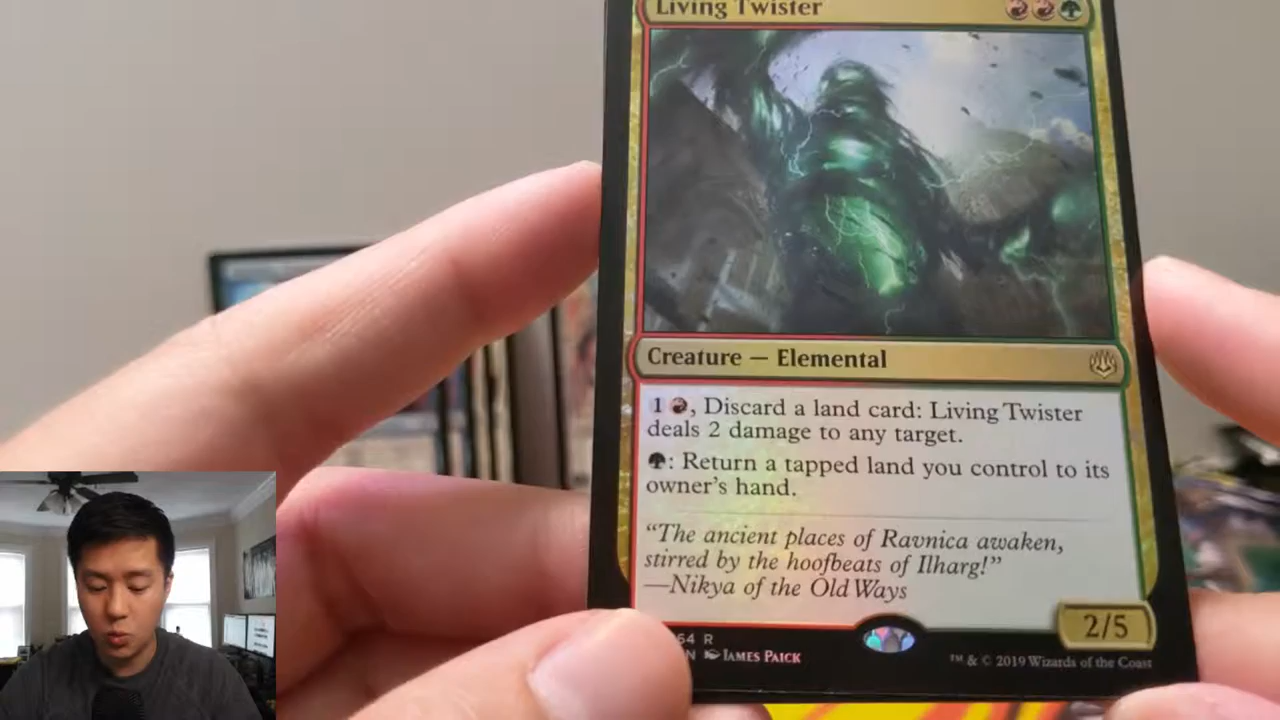 Living Twister
Creature — Elemental
1 , Discard a land card: Living Twister
deals 2 damage to any target.
: Return a tapped land you control to its
owner's hand.
“The ancient places of Ravnica awaken,
stirred by the hoofbeats of Ilharg!”
—Nikya of the Old Ways
2/5
64 R
N James Paick
™ & © 2019 Wizards of the Coast